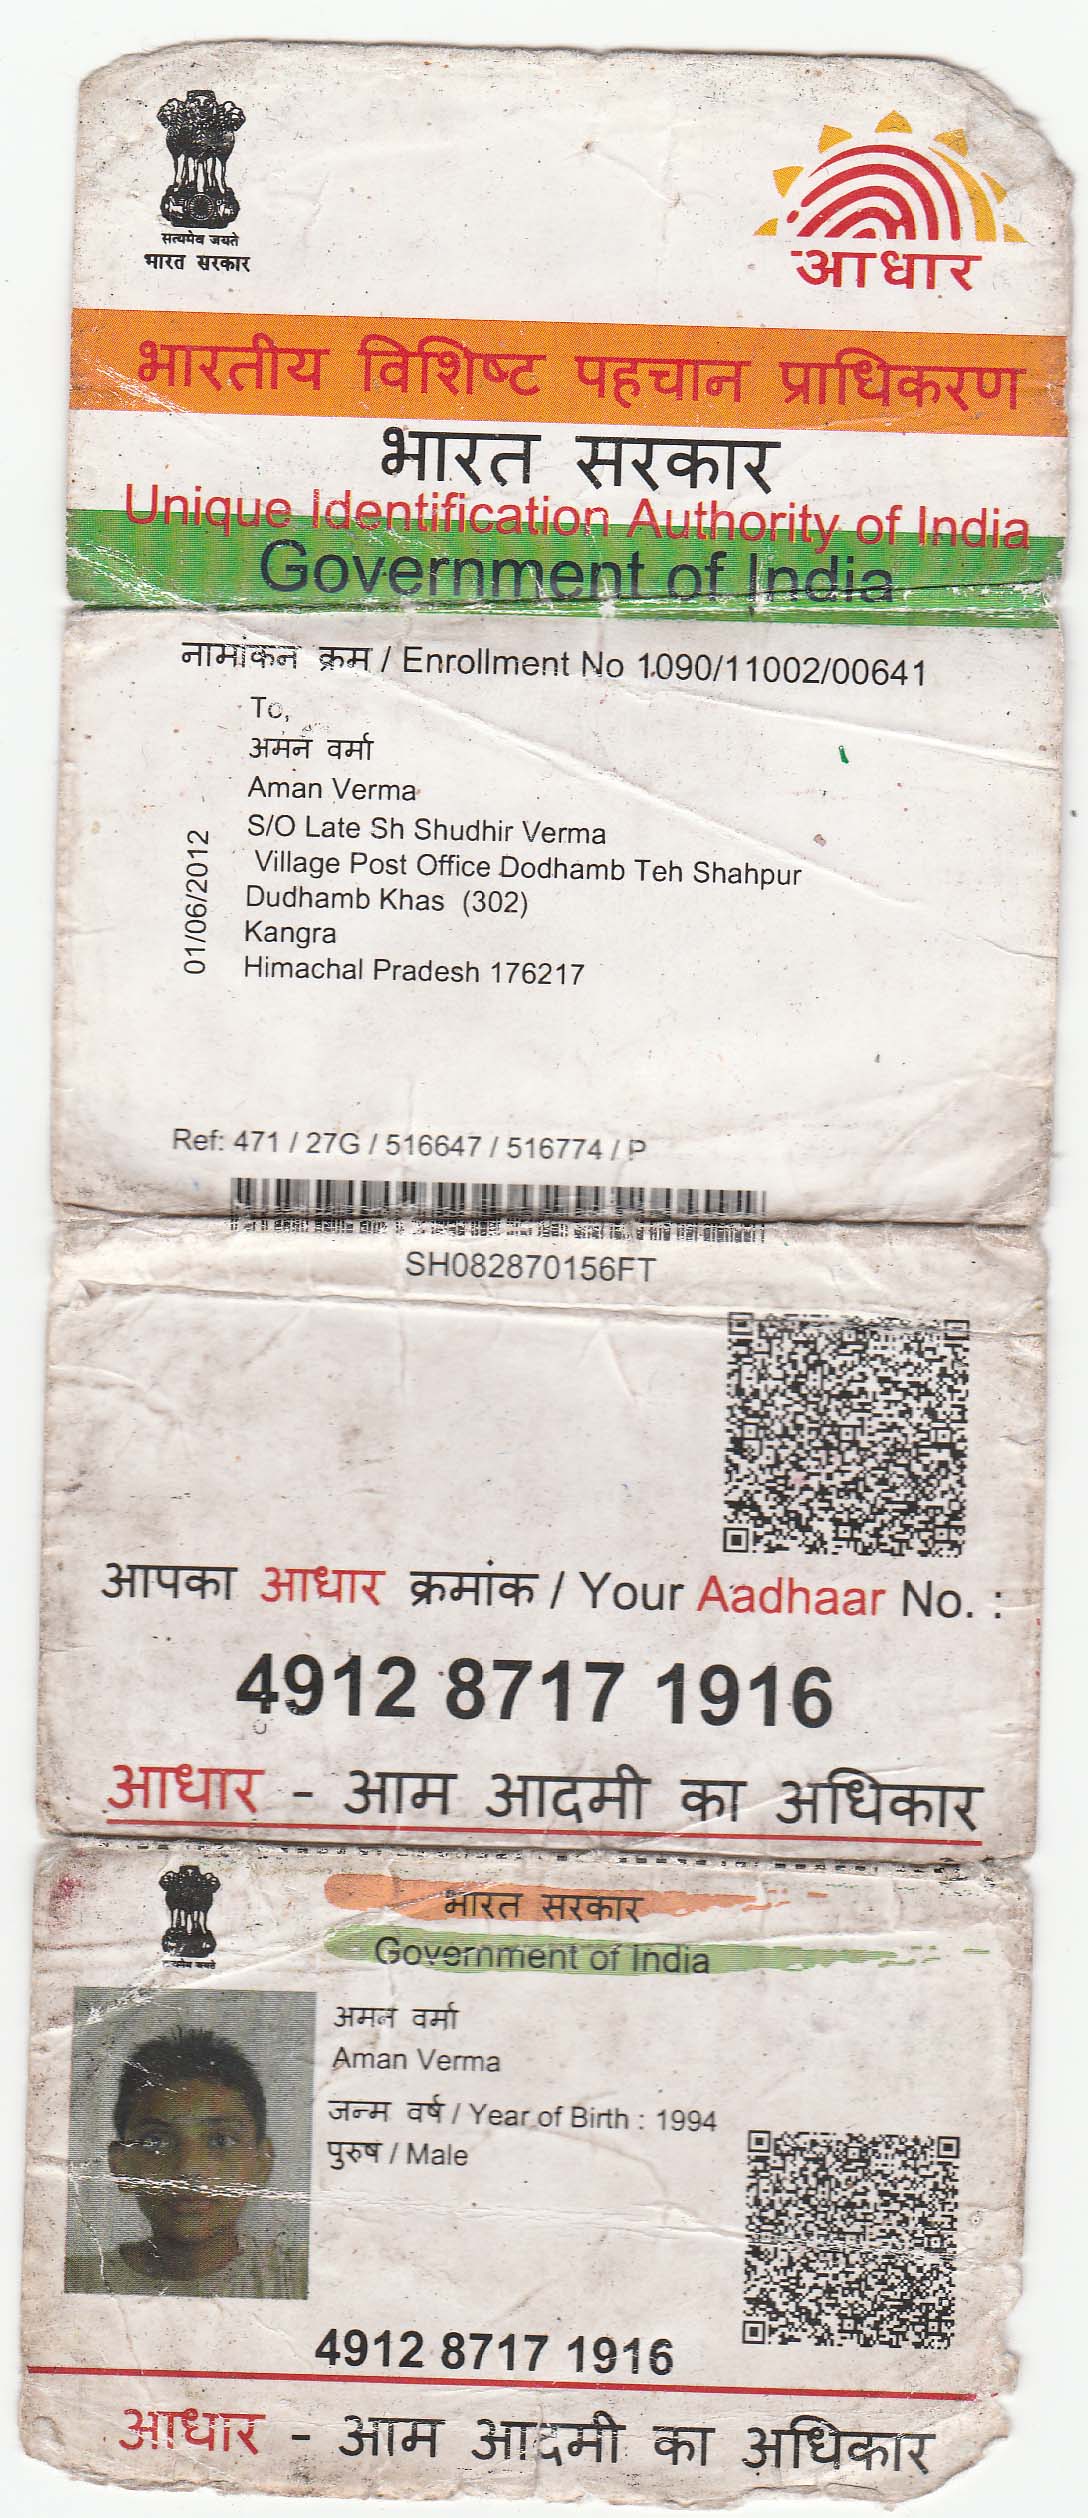 सत्यमेव जयते
भारत सरकार
आधार
भारतीय विशिष्ट पहचान प्राधिकरण
भारत सरकार
Unique Identification Authority of India
Government of India
नामांकन क्रम / Enrollment No 1090/11002/00641
To,
अमन वर्मा
Aman Verma
S/O Late Sh Shudhir Verma
Village Post Office Dodhamb Teh Shahpur
Dudhamb Khas (302)
Kangra
Himachal Pradesh 176217
01/06/2012
Ref: 471 / 27G / 516647 / 516774 / P
SH082870156FT
आपका आधार क्रमांक / Your Aadhaar No. :
4912 8717 1916
आधार - आम आदमी का अधिकार
भारत सरकार
Government of India
अमन वर्मा
Aman Verma
जन्म वर्ष / Year of Birth : 1994
पुरुष / Male
4912 8717 1916
आधार - आम आदमी का अधिकार